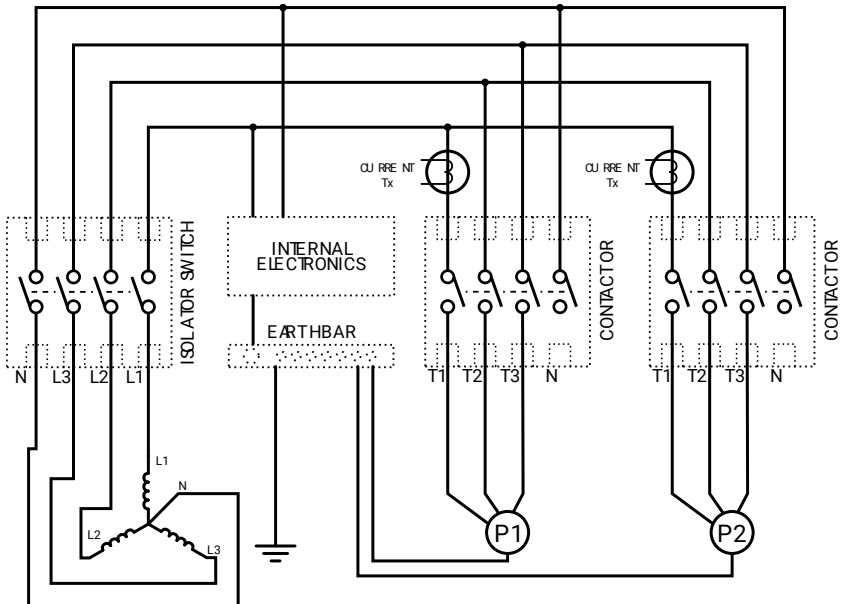 CURRENT
Tx
CURRENT
Tx
ISOLATOR SWITCH
INTERNAL
ELECTRONICS
CONTACTOR
CONTACTOR
EARTHBAR
N L3 L2 L1
T1 T2 T3 N
T1 T2 T3 N
L1
N
L2
L3
P1
P2